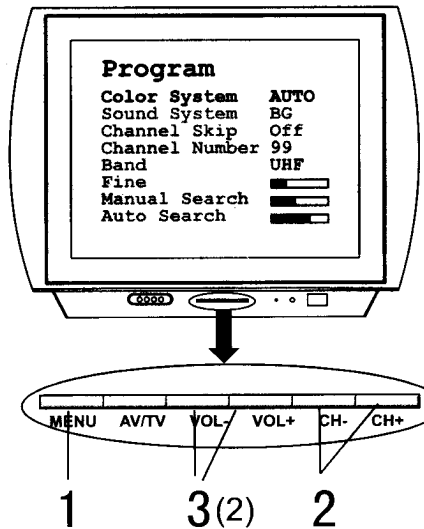 Program
Color System AUTO
Sound System BG
Channel Skip Off
Channel Number 99
Band UHF
Fine
Manual Search
Auto Search
MENU AV/TV VOL- VOL+ CH- CH+
1 3(2) 2